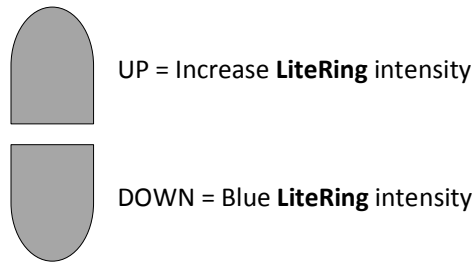 UP = Increase LiteRing intensity
DOWN = Blue LiteRing intensity